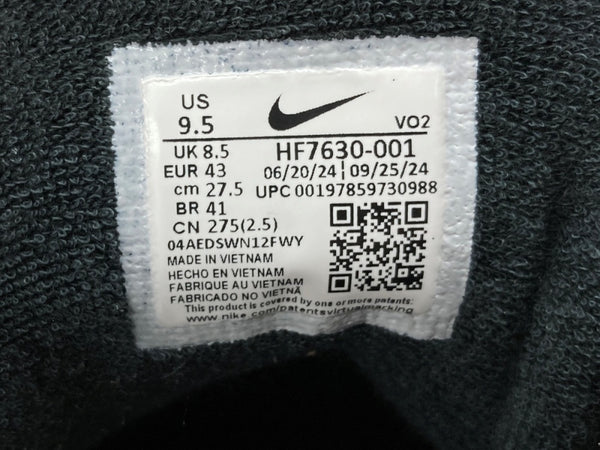 US
9.5
VO2
UK 8.5 HF7630-001
EUR 43 06/20/24 | 09/25/24
cm 27.5 UPC 00197859730988
BR 41
CN 275(2.5)
04AEDSWN12FWY
MADE IN VIETNAM
HECHO EN VIETNAM
FABRIQUE AU VIETNAM
FABRICADO NO VIETNÃ
This product is covered by one or more patents:
www.nike.com/patentsvirtualmarking